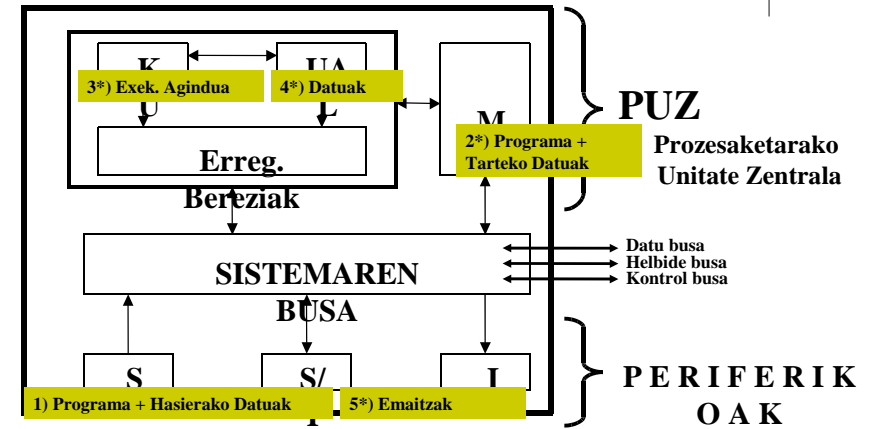 K
U
UA
L
3*) Exek. Agindua
4*) Datuak
M
2*) Programa +
Tarteko Datuak
PUZ
Prozesaketarako
Unitate Zentrala
Erreg.
Bereziak
SISTEMAREN
BUSA
Datu busa
Helbide busa
Kontrol busa
S
S/
I
1) Programa + Hasierako Datuak
5*) Emaitzak
P E R I F E R I K
O A K